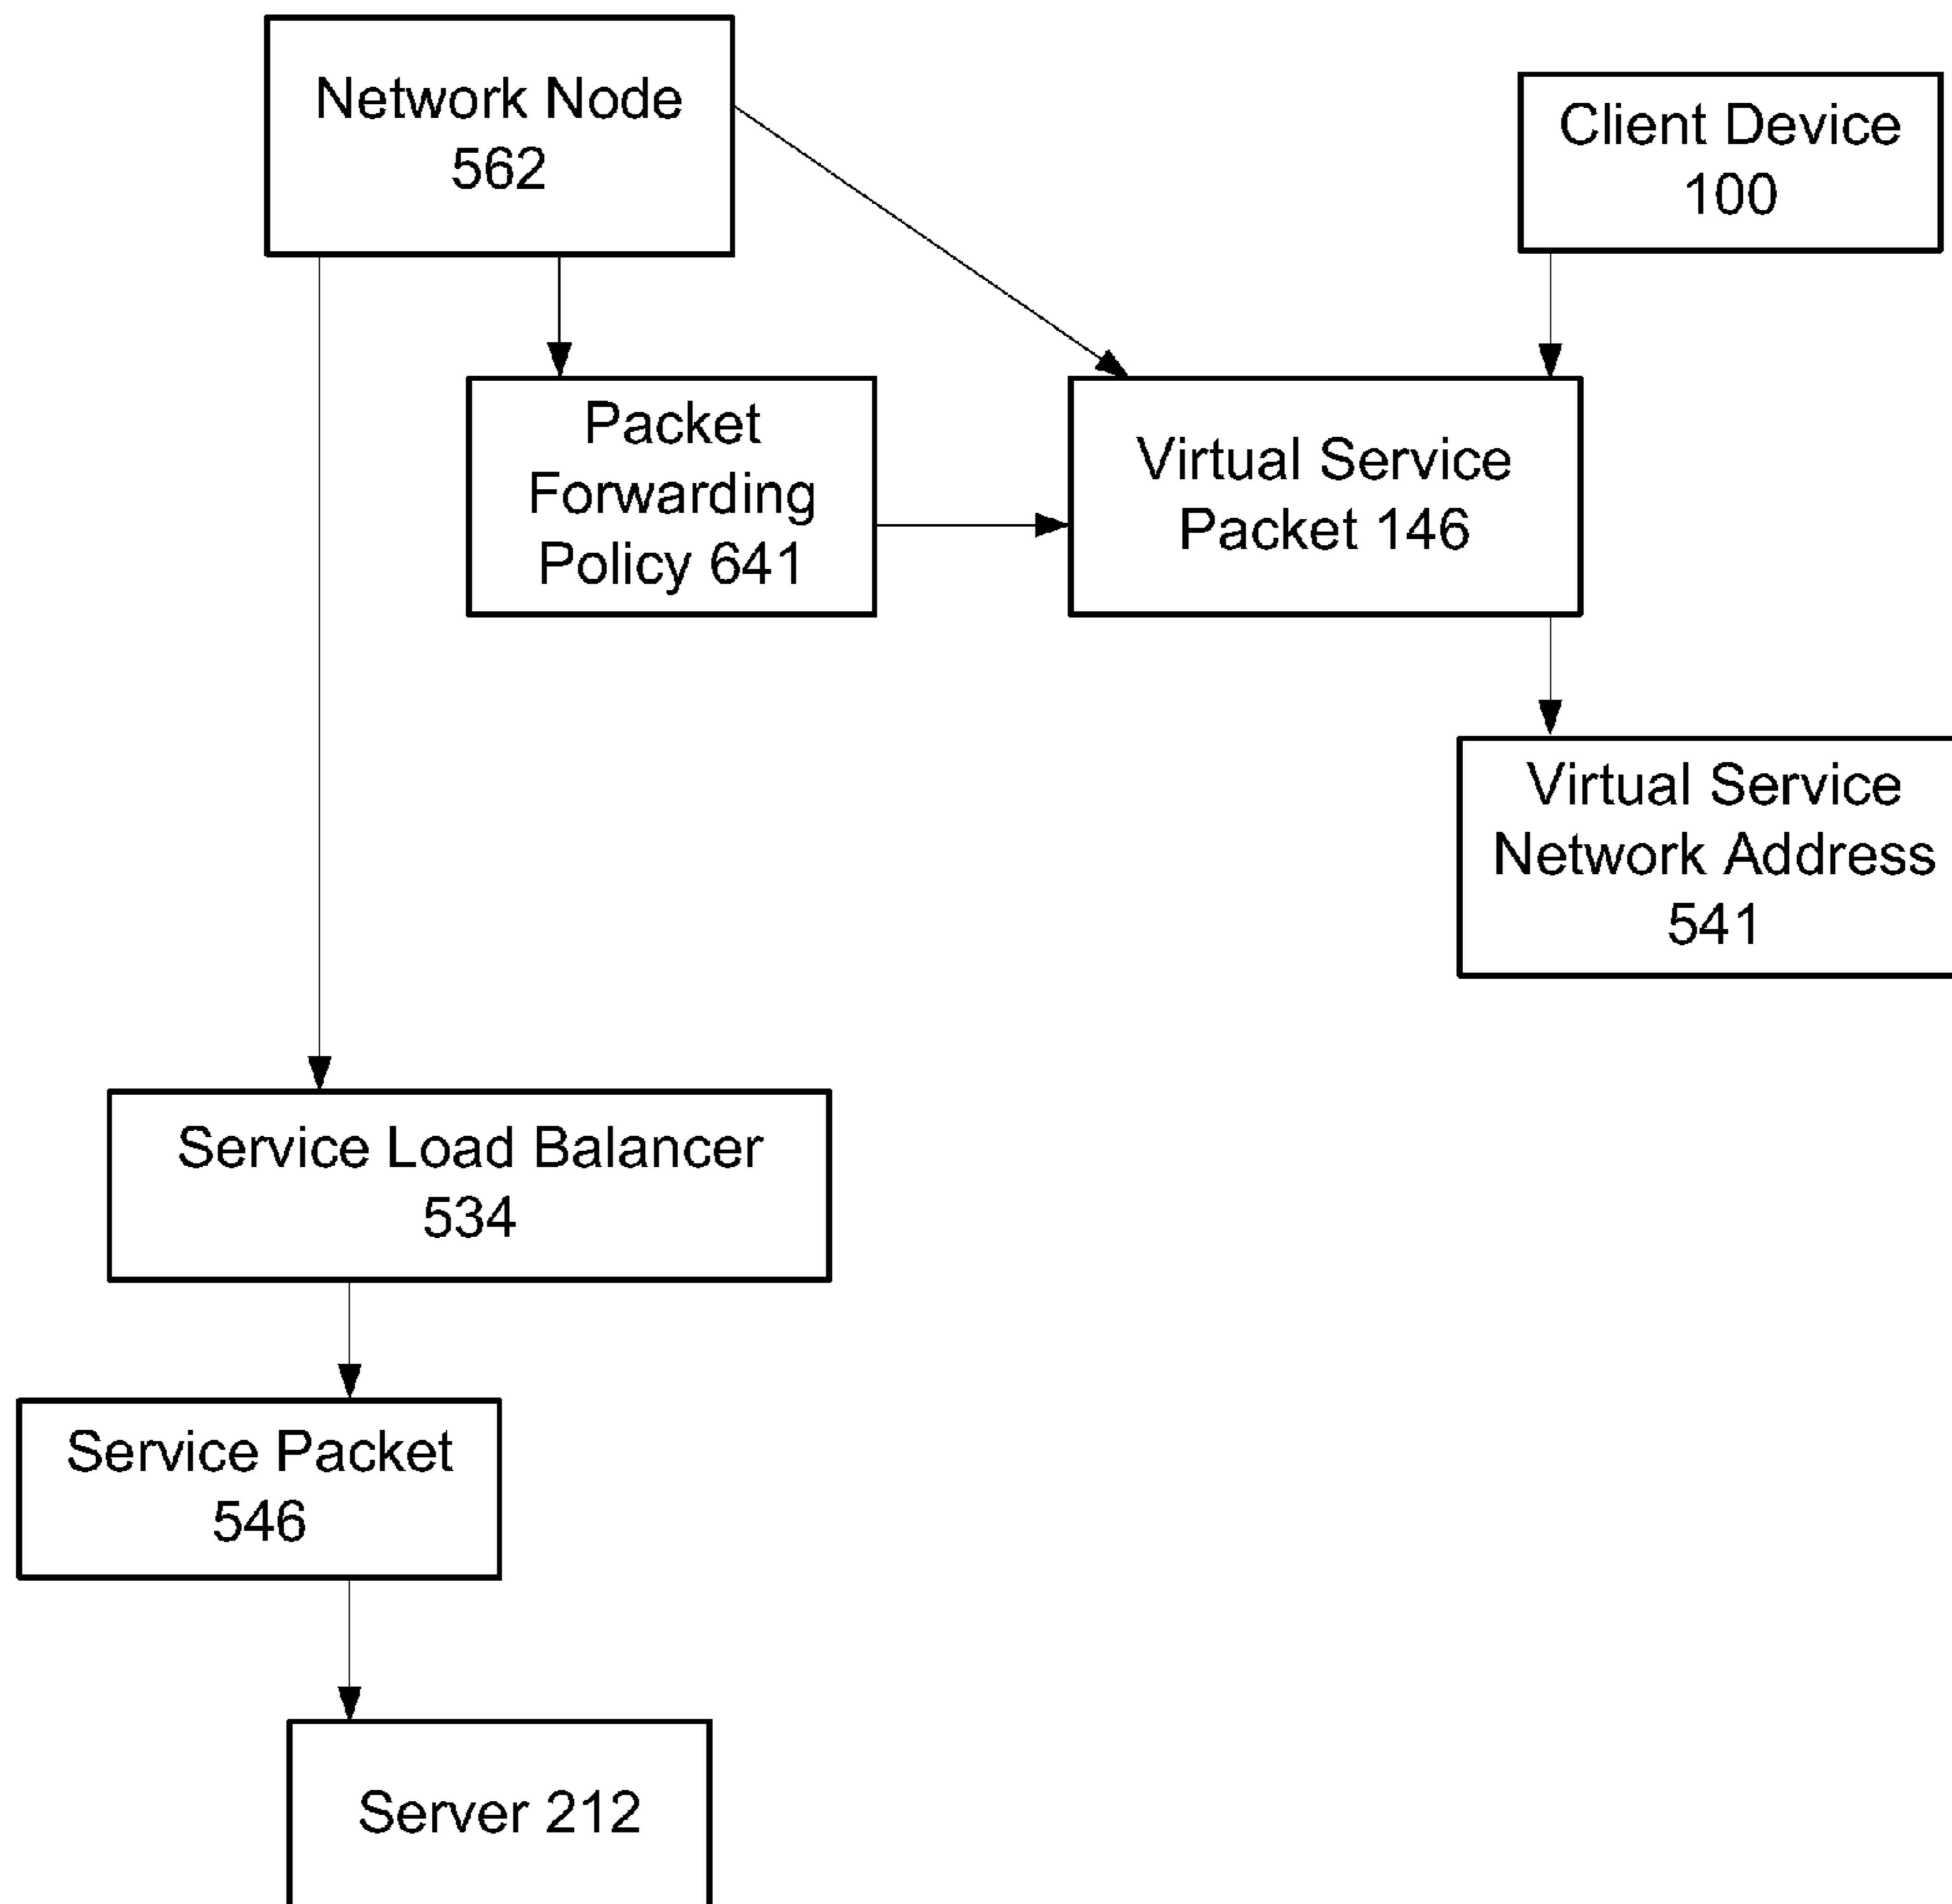 Network Node
562
Client Device
100
Packet
Forwarding
Policy 641
Virtual Service
Packet 146
Virtual Service
Network Address
541
Service Load Balancer
534
Service Packet
546
Server 212